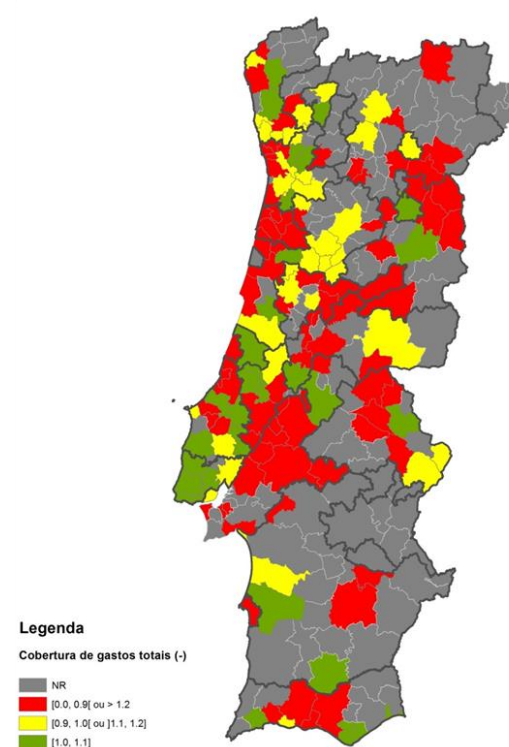 Legenda
Cobertura de gastos totais (-)
NR
[0.0, 0.9[ ou > 1.2
[0.9, 1.0[ ou ]1.1, 1.2]
[1.0, 1.1]